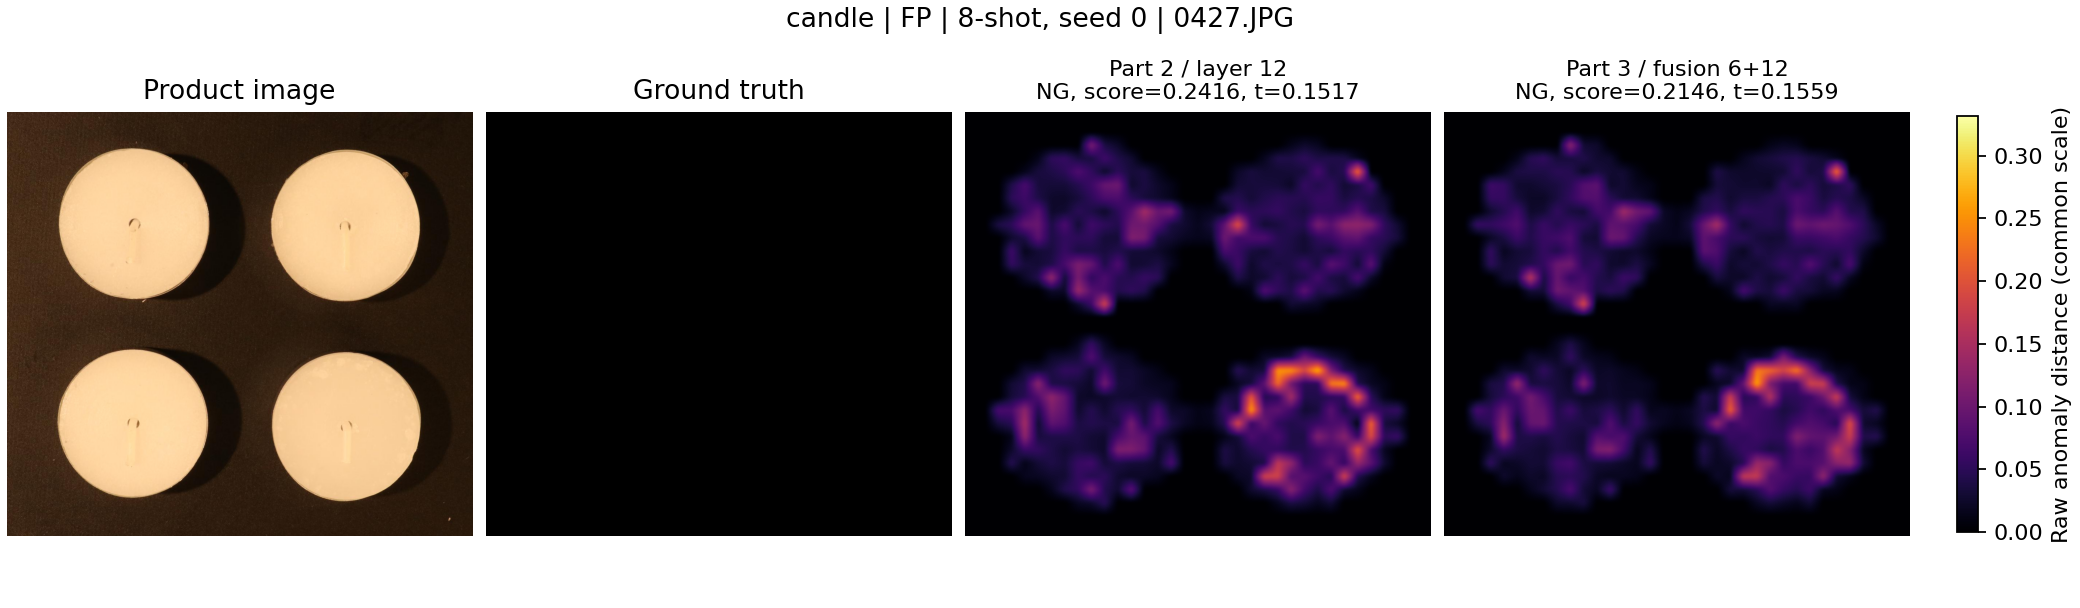 candle | FP | 8-shot, seed 0 | 0427.JPG
Product image
Ground truth
Part 2 / layer 12
NG, score=0.2416, t=0.1517
Part 3 / fusion 6+12
NG, score=0.2146, t=0.1559
0.30
0.25
0.20
0.15
0.10
0.05
0.00
Raw anomaly distance (common scale)